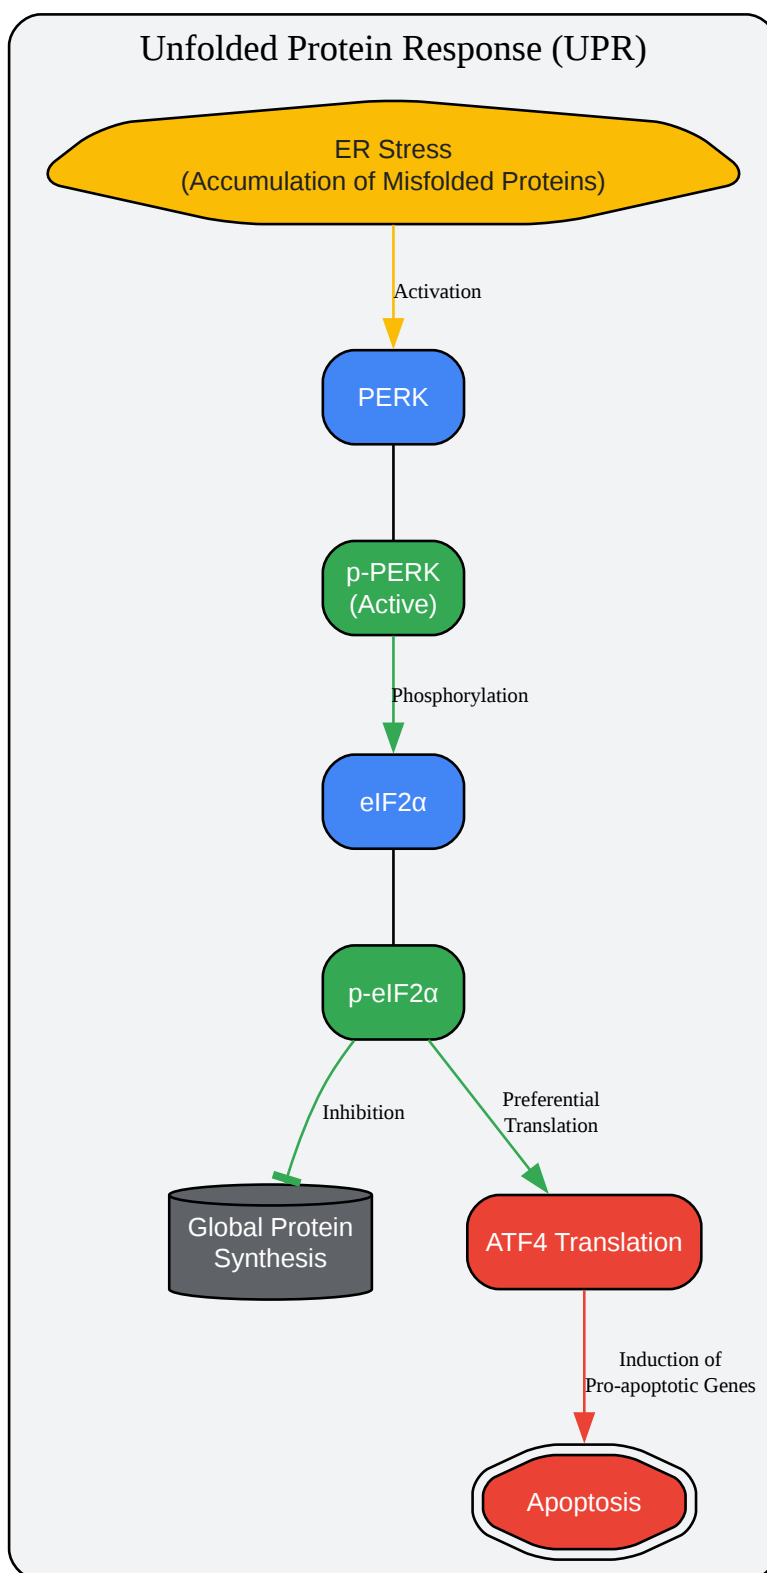 Unfolded Protein Response (UPR)
ER Stress
(Accumulation of Misfolded Proteins)
Activation
PERK
p-PERK
(Active)
Phosphorylation
eIF2α
p-eIF2α
Inhibition
Preferential
Translation
Global Protein
Synthesis
ATF4 Translation
Induction of
Pro-apoptotic Genes
Apoptosis